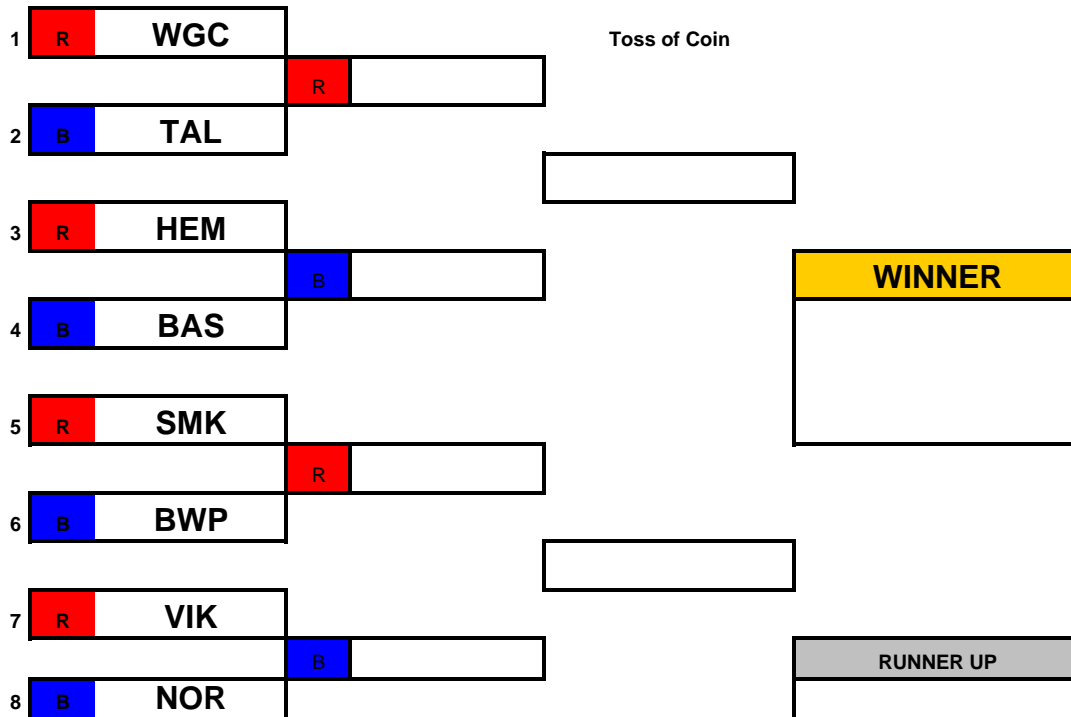 1 R WGC
Toss of Coin
R
2 B TAL
3 R HEM
B
WINNER
4 B BAS
5 R SMK
R
6 B BWP
7 R VIK
B
RUNNER UP
8 B NOR